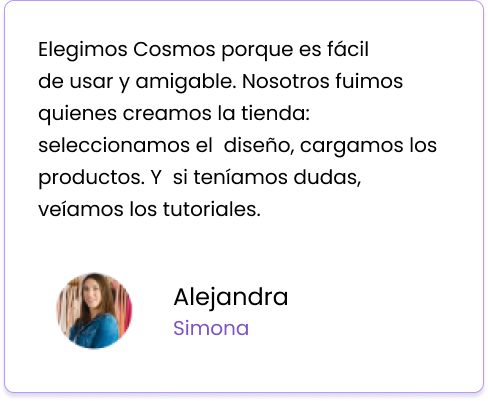 Elegimos Cosmos porque es fácil
de usar y amigable. Nosotros fuimos
quienes creamos la tienda:
seleccionamos el  diseño, cargamos los
productos. Y  si teníamos dudas,
veíamos los tutoriales.
Alejandra
Simona